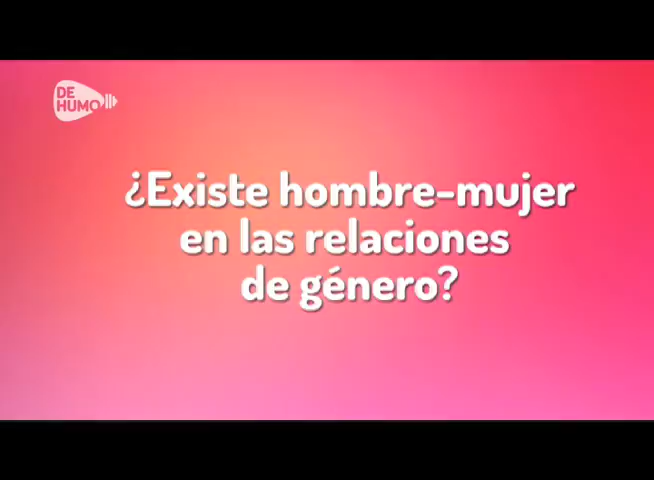 DE
HUMO
¿Existe hombre-mujer
en las relaciones
de género?